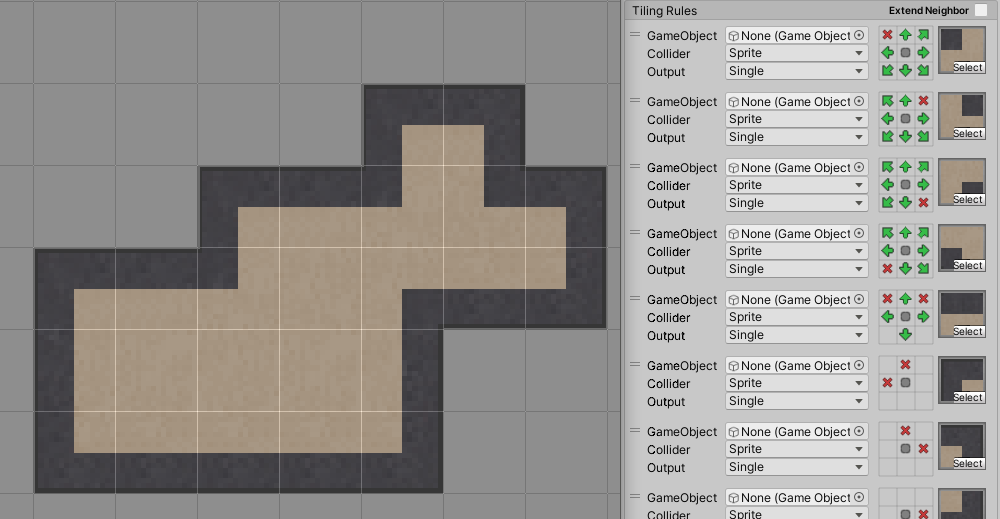 Tiling Rules Extend Neighbor
GameObject None (Game Object
Collider Sprite
Output Single Select
GameObject None (Game Object
Collider Sprite
Output Single Select
GameObject None (Game Object
Collider Sprite
Output Single Select
GameObject None (Game Object
Collider Sprite
Output Single Select
GameObject None (Game Object
Collider Sprite
Output Single Select
GameObject None (Game Object
Collider Sprite
Output Single Select
GameObject None (Game Object
Collider Sprite
Output Single Select
GameObject None (Game Object
Collider Sprite